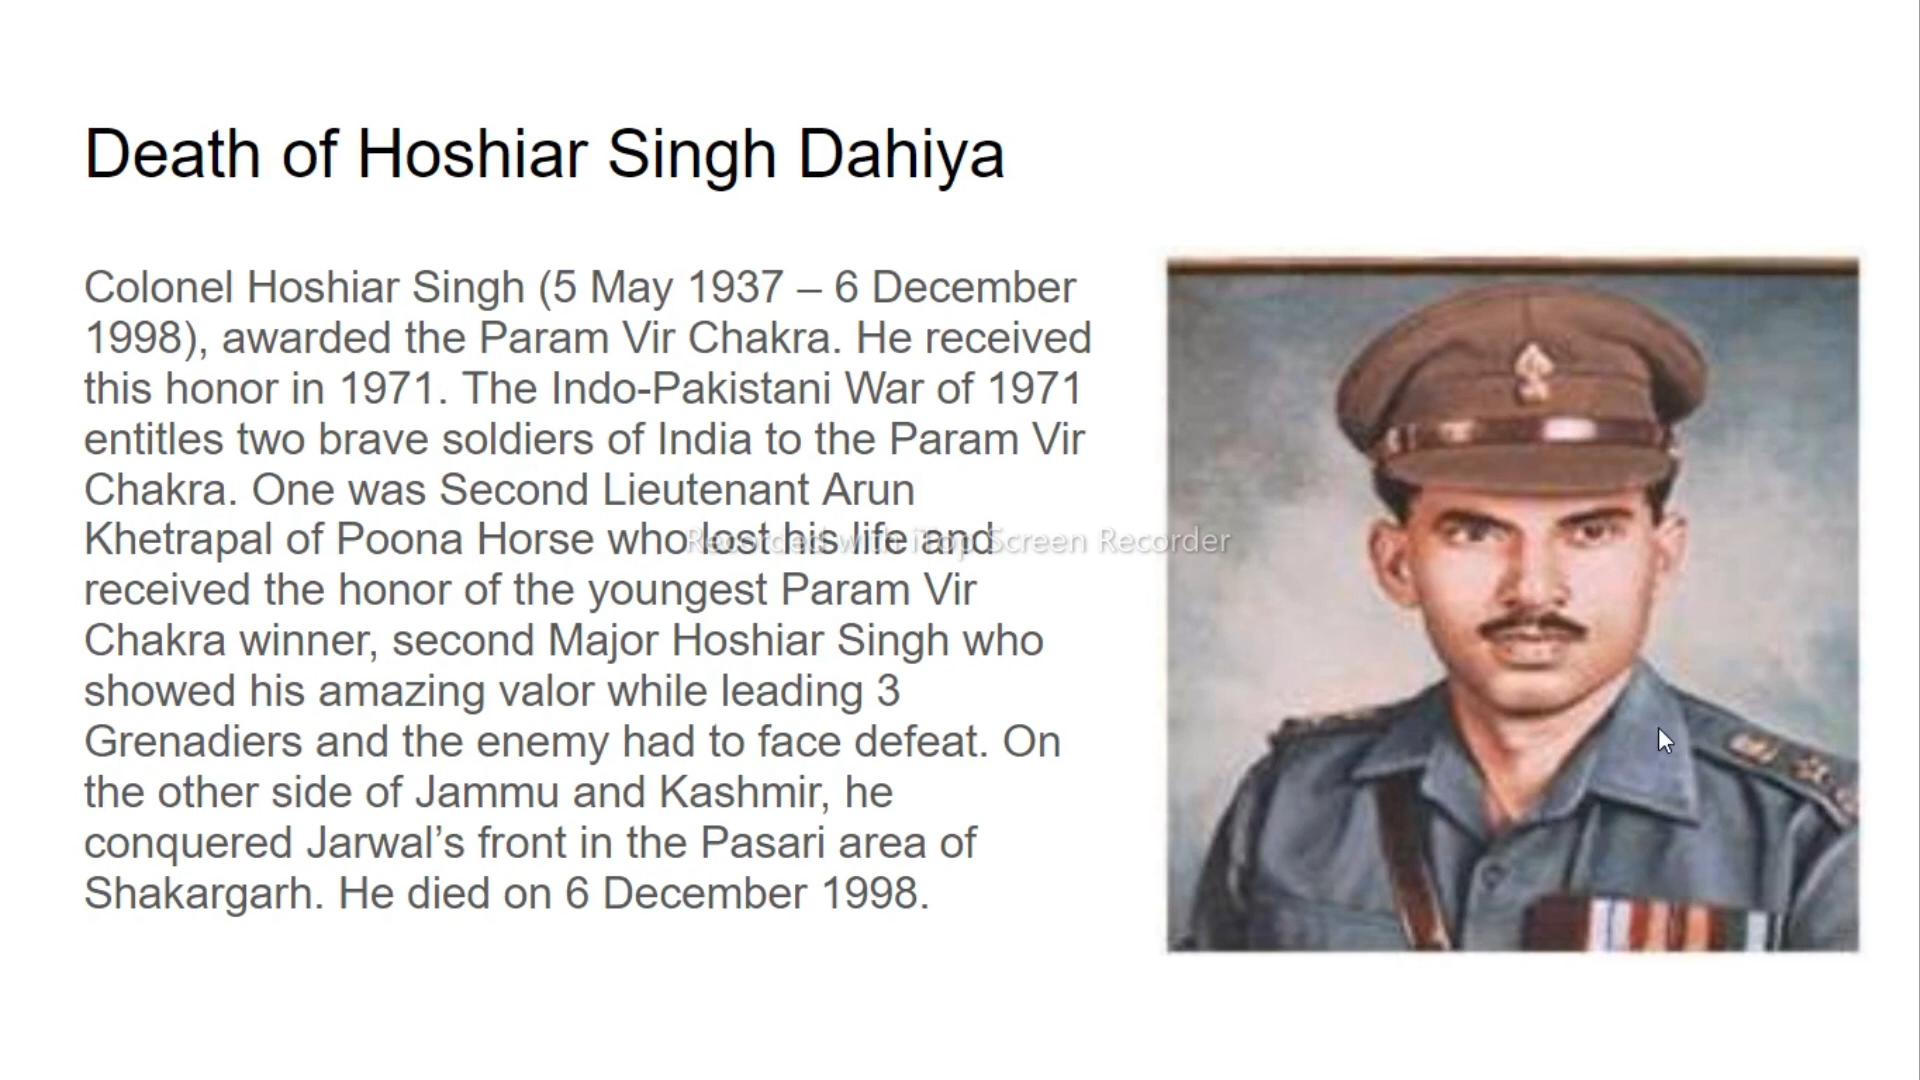 Death of Hoshiar Singh Dahiya
Colonel Hoshiar Singh (5 May 1937 – 6 December
1998), awarded the Param Vir Chakra. He received
this honor in 1971. The Indo-Pakistani War of 1971
entitles two brave soldiers of India to the Param Vir
Chakra. One was Second Lieutenant Arun
Khetrapal of Poona Horse who lost his life and
Recorded with iTop Screen Recorder
received the honor of the youngest Param Vir
Chakra winner, second Major Hoshiar Singh who
showed his amazing valor while leading 3
Grenadiers and the enemy had to face defeat. On
the other side of Jammu and Kashmir, he
conquered Jarwal’s front in the Pasari area of
Shakargarh. He died on 6 December 1998.